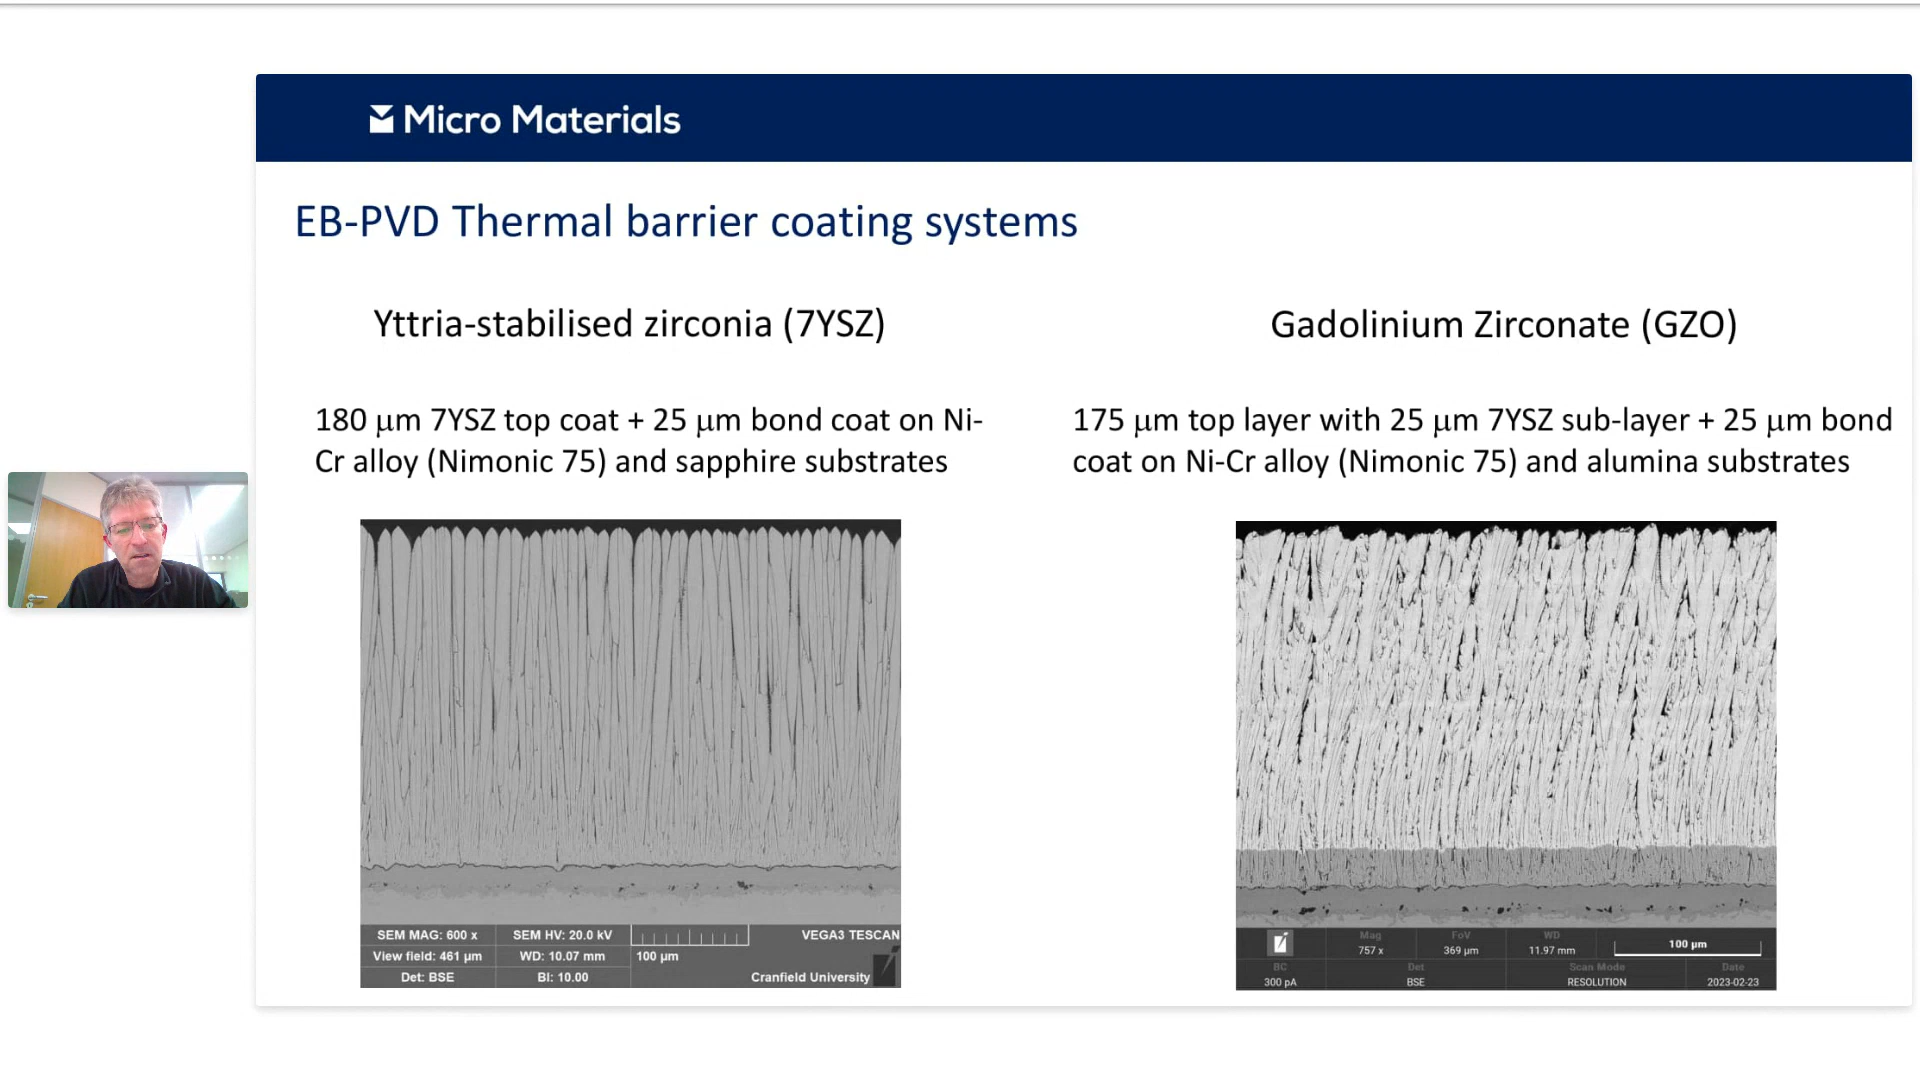 Micro Materials
EB-PVD Thermal barrier coating systems
Yttria-stabilised zirconia (7YSZ)
180 μm 7YSZ top coat + 25 μm bond coat on Ni-
Cr alloy (Nimonic 75) and sapphire substrates
SEM MAG: 600 x
SEM HV: 20.0 kV
VEGA3 TESCAN
View field: 461 μm
WD: 10.07 mm
100 μm
Det: BSE
BI: 10.00
Cranfield University
Gadolinium Zirconate (GZO)
175 μm top layer with 25 μm 7YSZ sub-layer + 25 μm bond
coat on Ni-Cr alloy (Nimonic 75) and alumina substrates
Mag
FoV
WD
757 x
369 μm
11.97 mm
100 μm
BC
Det
Scan Mode
Date
300 pA
BSE
RESOLUTION
2023-02-23